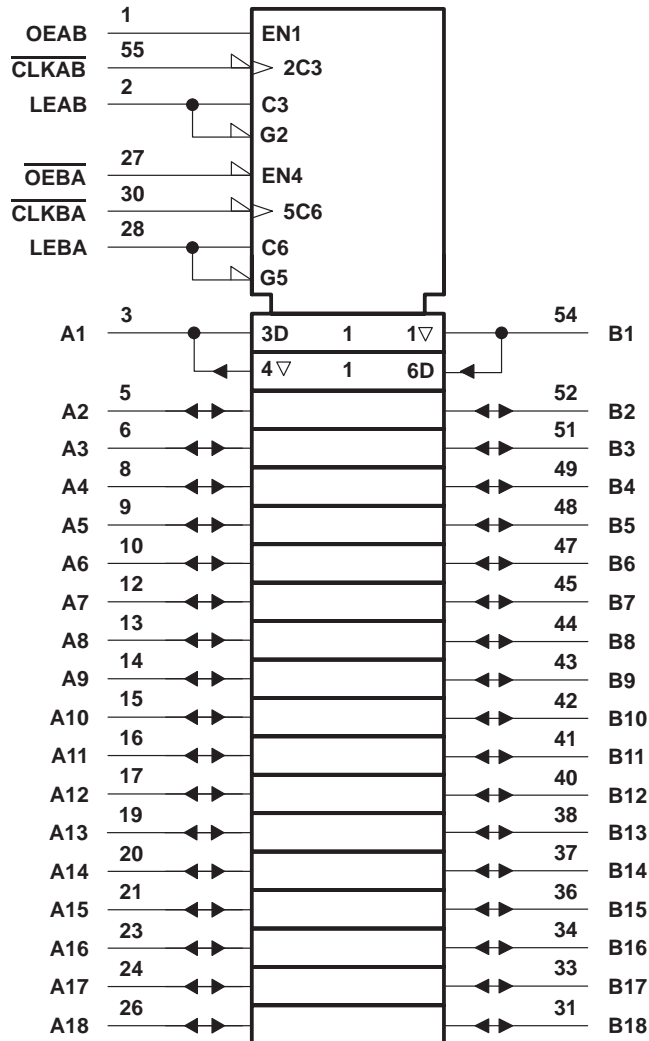 1
OEAB EN1
55
CLKAB 2C3
2
LEAB C3
G2
27
OEBA EN4
30
CLKBA 5C6
28
LEBA C6
G5
3 54
A1 3D 1 1▽ B1
4▽ 1 6D
5 52
A2 B2
6 51
A3 B3
8 49
A4 B4
9 48
A5 B5
10 47
A6 B6
12 45
A7 B7
13 44
A8 B8
14 43
A9 B9
15 42
A10 B10
16 41
A11 B11
17 40
A12 B12
19 38
A13 B13
20 37
A14 B14
21 36
A15 B15
23 34
A16 B16
24 33
A17 B17
26 31
A18 B18